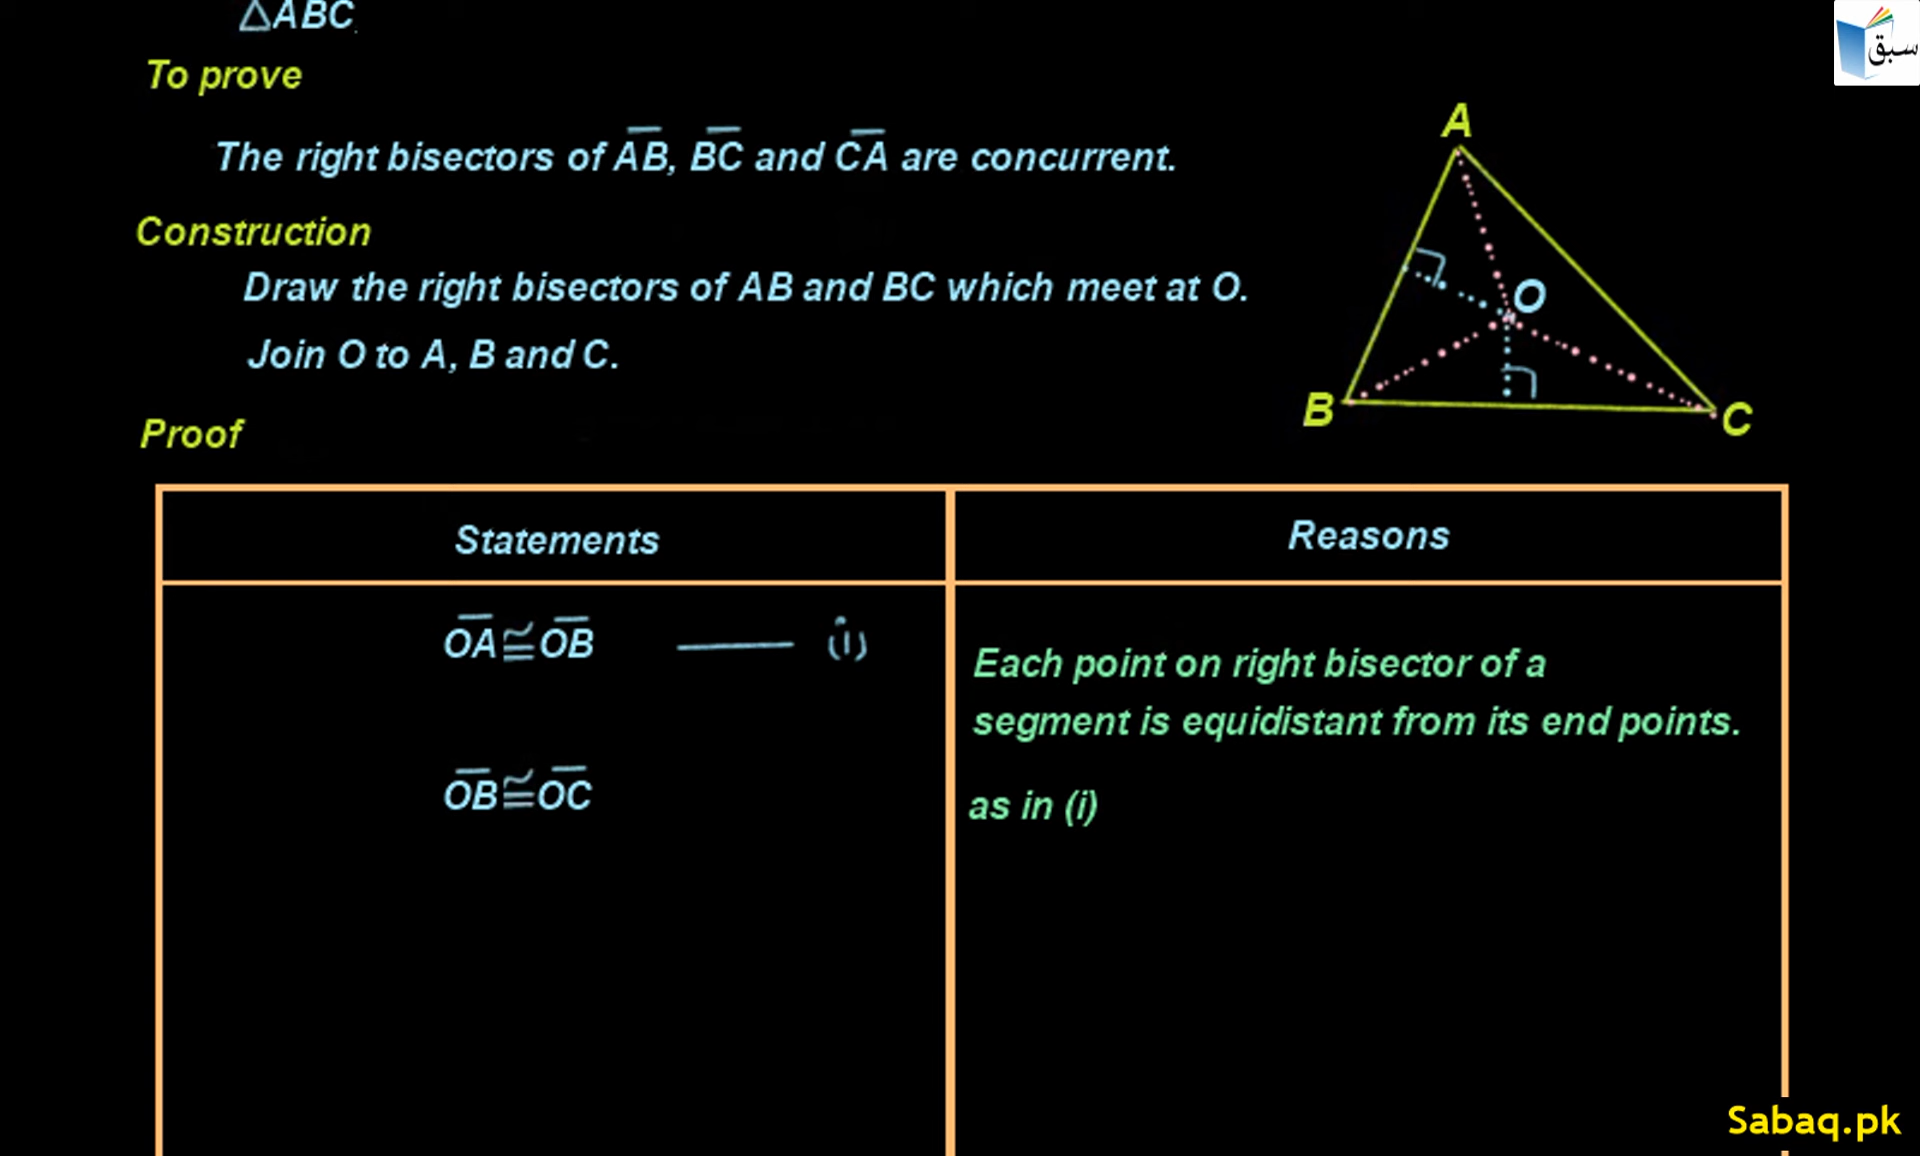 △ABC
سبق
To prove
The right bisectors of A̅B̅, B̅C̅ and C̅A̅ are concurrent.
Construction
Draw the right bisectors of AB and BC which meet at O.
Join O to A, B and C.
A
O
B
C
Proof
Statements
Reasons
O̅A̅≅O̅B̅ —— (i)
Each point on right bisector of a
segment is equidistant from its end points.
O̅B̅≅O̅C̅
as in (i)
Sabaq.pk